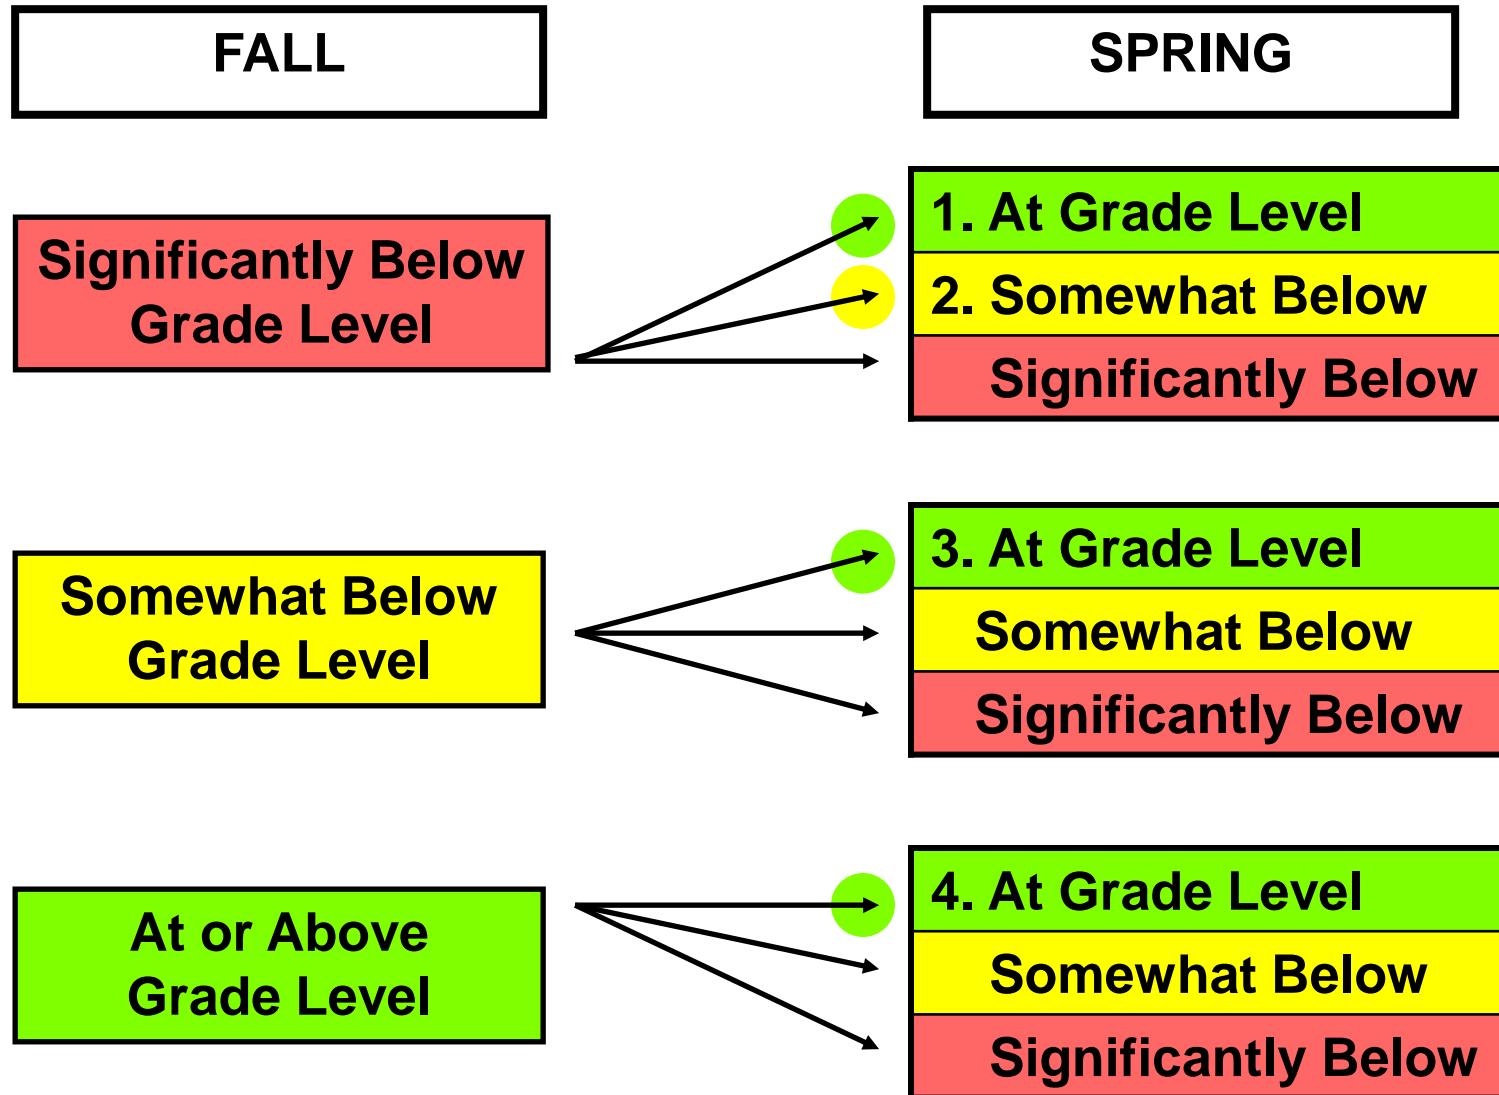 FALL
SPRING
Significantly Below
Grade Level
1. At Grade Level
2. Somewhat Below
Significantly Below
Somewhat Below
Grade Level
3. At Grade Level
Somewhat Below
Significantly Below
At or Above
Grade Level
4. At Grade Level
Somewhat Below
Significantly Below